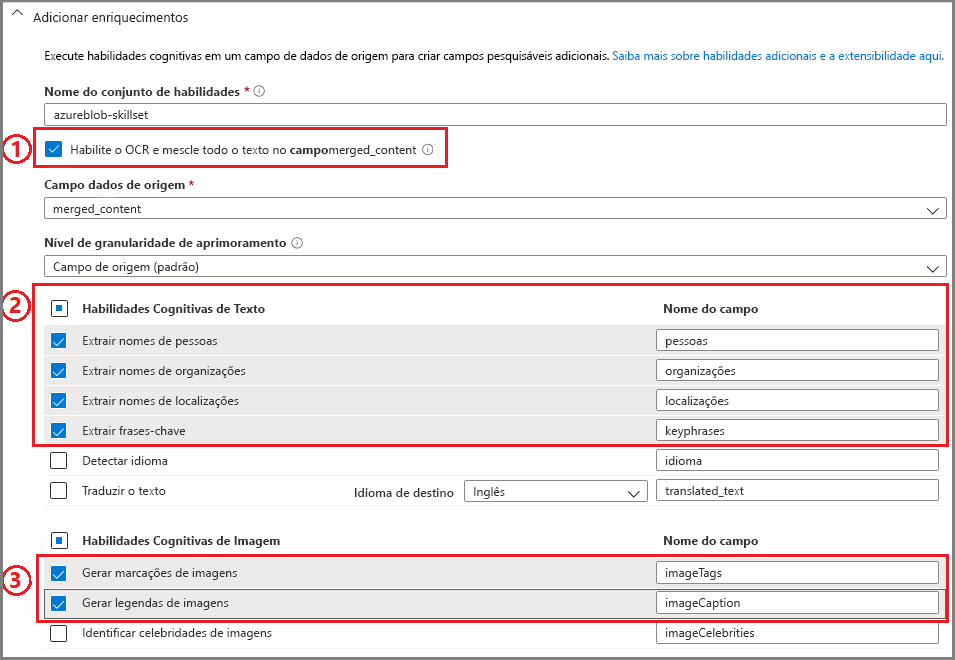 Adicionar enriquecimentos
Execute habilidades cognitivas em um campo de dados de origem para criar campos pesquisáveis adicionais. Saiba mais sobre habilidades adicionais e a extensibilidade aqui.
Nome do conjunto de habilidades *
azureblob-skillset
1 Habilite o OCR e mescle todo o texto no campomerged_content
Campo dados de origem *
merged_content
Nível de granularidade de aprimoramento
Campo de origem (padrão)
2 Habilidades Cognitivas de Texto Nome do campo
Extrair nomes de pessoas pessoas
Extrair nomes de organizações organizações
Extrair nomes de localizações localizações
Extrair frases-chave keyphrases
Detectar idioma idioma
Traduzir o texto Idioma de destino Inglês translated_text
Habilidades Cognitivas de Imagem Nome do campo
3 Gerar marcações de imagens imageTags
Gerar legendas de imagens imageCaption
Identificar celebridades de imagens imageCelebrities